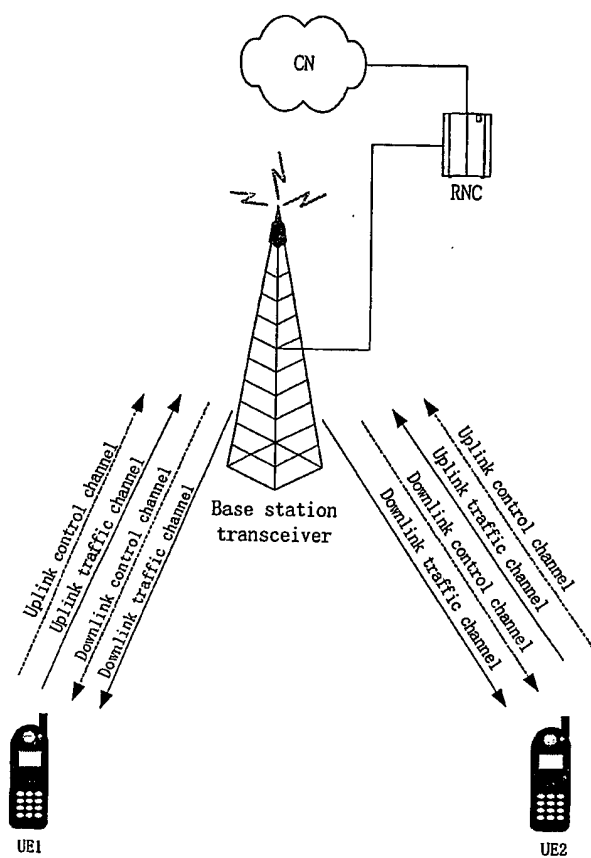 CN
RNC
Base station
transceiver
Uplink control channel
Uplink traffic channel
Downlink control channel
Downlink traffic channel
Uplink control channel
Uplink traffic channel
Downlink control channel
Downlink traffic channel
UE1
UE2